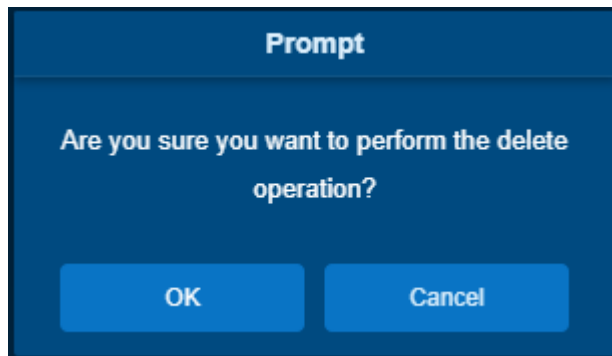 Prompt
Are you sure you want to perform the delete
operation?
OK
Cancel